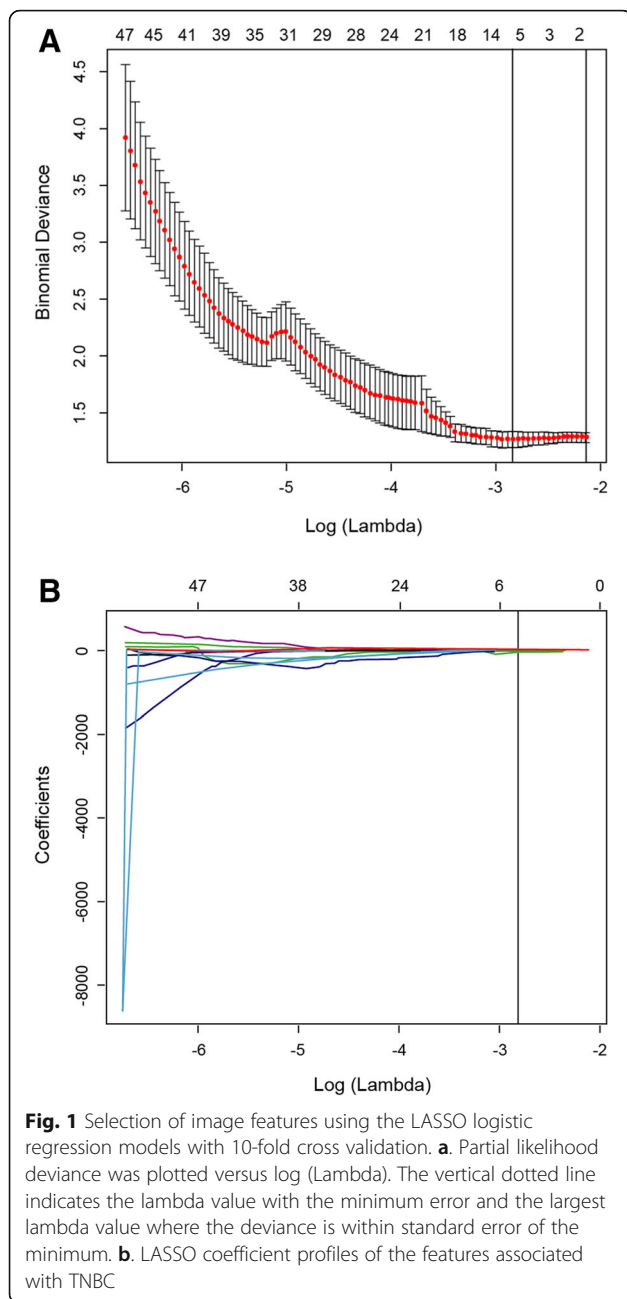 A
47 45 41 39 35 31 29 28 24 21 18 14 5 3 2
4.5
4.0
3.5
3.0
2.5
2.0
1.5
Binomial Deviance
-6 -5 -4 -3 -2
Log (Lambda)
B
47 38 24 6 0
0
-2000
-4000
-6000
-8000
Coefficients
-6 -5 -4 -3 -2
Log (Lambda)
Fig. 1 Selection of image features using the LASSO logistic
regression models with 10-fold cross validation. a. Partial likelihood
deviance was plotted versus log (Lambda). The vertical dotted line
indicates the lambda value with the minimum error and the largest
lambda value where the deviance is within standard error of the
minimum. b. LASSO coefficient profiles of the features associated
with TNBC